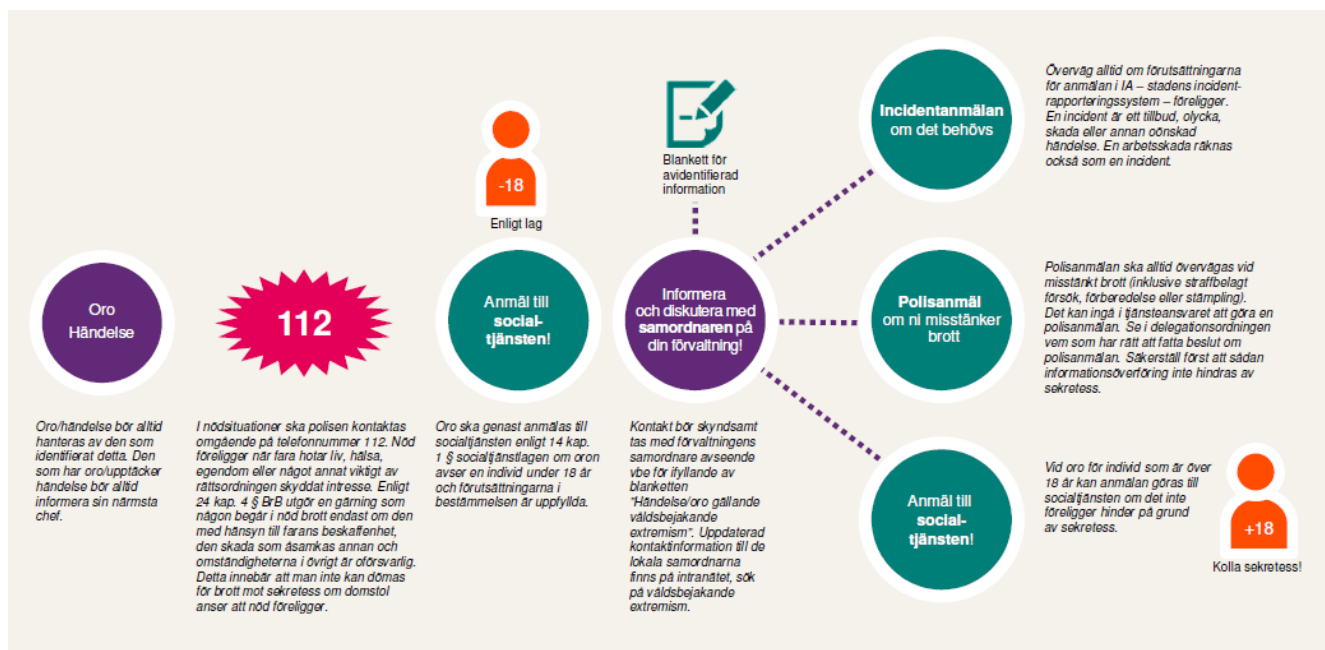 Oro
Händelse
Oro/händelse bör alltid
hanteras av den som
identifierat detta. Den
som har oro/upptäcker
händelse bör alltid
informera sin närmsta
chef.
112
I nödsituationer ska polisen kontaktas
omgående på telefonnummer 112. Nöd
föreligger när fara hotar liv, hälsa,
egendom eller något annat viktigt av
rättsordningen skyddat intresse. Enligt
24 kap. 4 § BrB utgör en gärning som
någon begår i nöd brott endast om den
med hänsyn till farans beskaffenhet,
den skada som åsamkas annan och
omständigheterna i övrigt är oförsvarlig.
Detta innebär att man inte kan dömas
för brott mot sekretess om domstol
anser att nöd föreligger.
-18
Enligt lag
Anmäl till
social-
tjänsten!
Oro ska genast anmälas till
socialtjänsten enligt 14 kap.
1 § socialtjänstlagen om oron
avser en individ under 18 år
och förutsättningarna i
bestämmelsen är uppfyllda.
Blankett för
avidentifierad
information
Informera
och diskutera med
samordnaren på
din förvaltning!
Kontakt bör skyndsamt
tas med förvaltningens
samordnare avseende
vbe för ifyllande av
blanketten
"Händelse/oro gällande
våldsbejakande
extremism". Uppdaterad
kontaktinformation till de
lokala samordnarna
finns på intranätet, sök
på våldsbejakande
extremism.
Incidentanmälan
om det behövs
Överväg alltid om förutsättningarna
för anmälan i IA – stadens incident-
rapporteringssystem – föreligger.
En incident är ett tillbud, olycka,
skada eller annan oönskad
händelse. En arbetsskada räknas
också som en incident.
Polisanmäl
om ni misstänker
brott
Polisanmälan ska alltid övervägas vid
misstänkt brott (inklusive straffbelagt
försök, förberedelse eller stämpling).
Det kan ingå i tjänsteansvaret att göra en
polisanmälan. Se i delegationsordningen
vem som har rätt att fatta beslut om
polisanmälan. Säkerställ först att sådan
informationsöverföring inte hindras av
sekretess.
Anmäl till
social-
tjänsten!
Vid oro för individ som är över
18 år kan anmälan göras till
socialtjänsten om det inte
föreligger hinder på grund
av sekretess.
+18
Kolla sekretess!